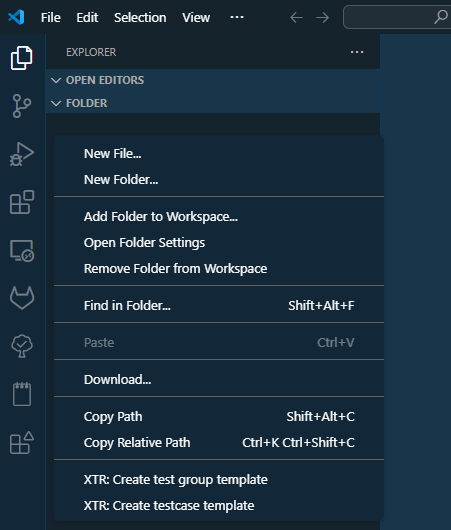 File Edit Selection View ...
EXPLORER ...
OPEN EDITORS
FOLDER
New File...
New Folder...
Add Folder to Workspace...
Open Folder Settings
Remove Folder from Workspace
Find in Folder... Shift+Alt+F
Paste Ctrl+V
Download...
Copy Path Shift+Alt+C
Copy Relative Path Ctrl+K Ctrl+Shift+C
XTR: Create test group template
XTR: Create testcase template